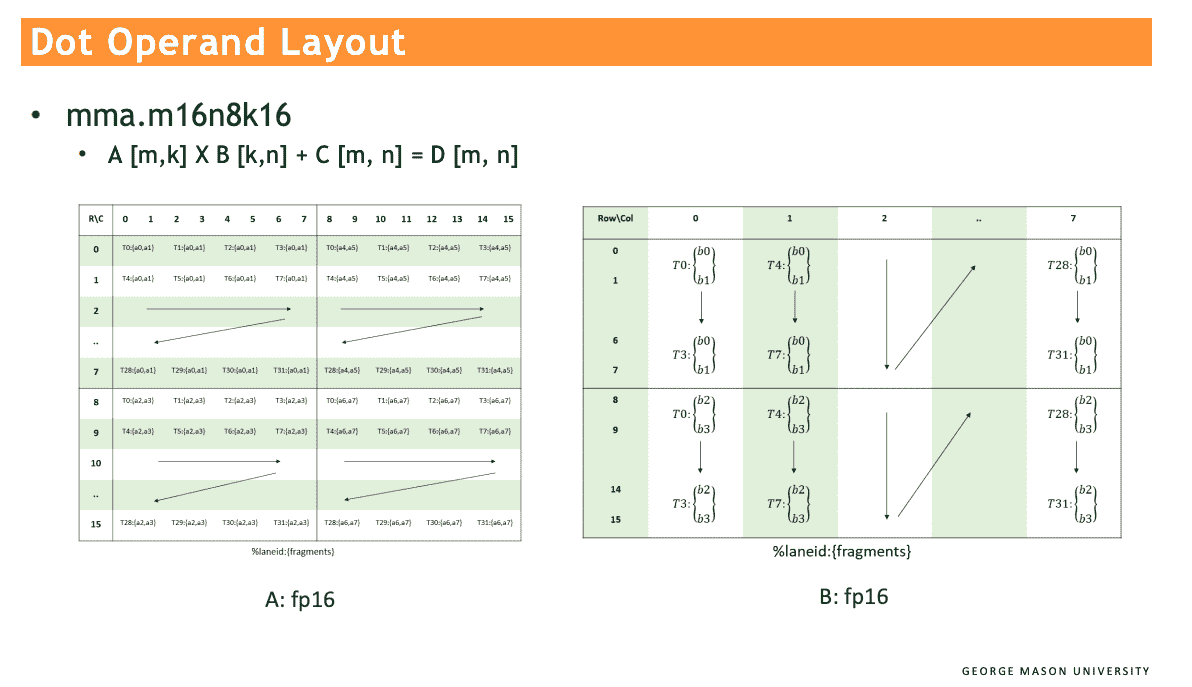 Dot Operand Layout
• mma.m16n8k16
• A [m,k] X B [k,n] + C [m, n] = D [m, n]
R\C 0 1 2 3 4 5 6 7 8 9 10 11 12 13 14 15
0 T0:{a0,a1} T1:{a0,a1} T2:{a0,a1} T3:{a0,a1} T0:{a4,a5} T1:{a4,a5} T2:{a4,a5} T3:{a4,a5}
1 T4:{a0,a1} T5:{a0,a1} T6:{a0,a1} T7:{a0,a1} T4:{a4,a5} T5:{a4,a5} T6:{a4,a5} T7:{a4,a5}
2
..
7 T28:{a0,a1} T29:{a0,a1} T30:{a0,a1} T31:{a0,a1} T28:{a4,a5} T29:{a4,a5} T30:{a4,a5} T31:{a4,a5}
8 T0:{a2,a3} T1:{a2,a3} T2:{a2,a3} T3:{a2,a3} T0:{a6,a7} T1:{a6,a7} T2:{a6,a7} T3:{a6,a7}
9 T4:{a2,a3} T5:{a2,a3} T6:{a2,a3} T7:{a2,a3} T4:{a6,a7} T5:{a6,a7} T6:{a6,a7} T7:{a6,a7}
10
..
15 T28:{a2,a3} T29:{a2,a3} T30:{a2,a3} T31:{a2,a3} T28:{a6,a7} T29:{a6,a7} T30:{a6,a7} T31:{a6,a7}
%laneid:{fragments}
A: fp16
Row\Col 0 1 2 .. 7
0 b0 b0 b0
T0: T4: T28:
1 b1 b1 b1
6 b0 b0 b0
T3: T7: T31:
7 b1 b1 b1
8 b2 b2 b2
T0: T4: T28:
9 b3 b3 b3
14 b2 b2 b2
T3: T7: T31:
15 b3 b3 b3
%laneid:{fragments}
B: fp16
GEORGE MASON UNIVERSITY